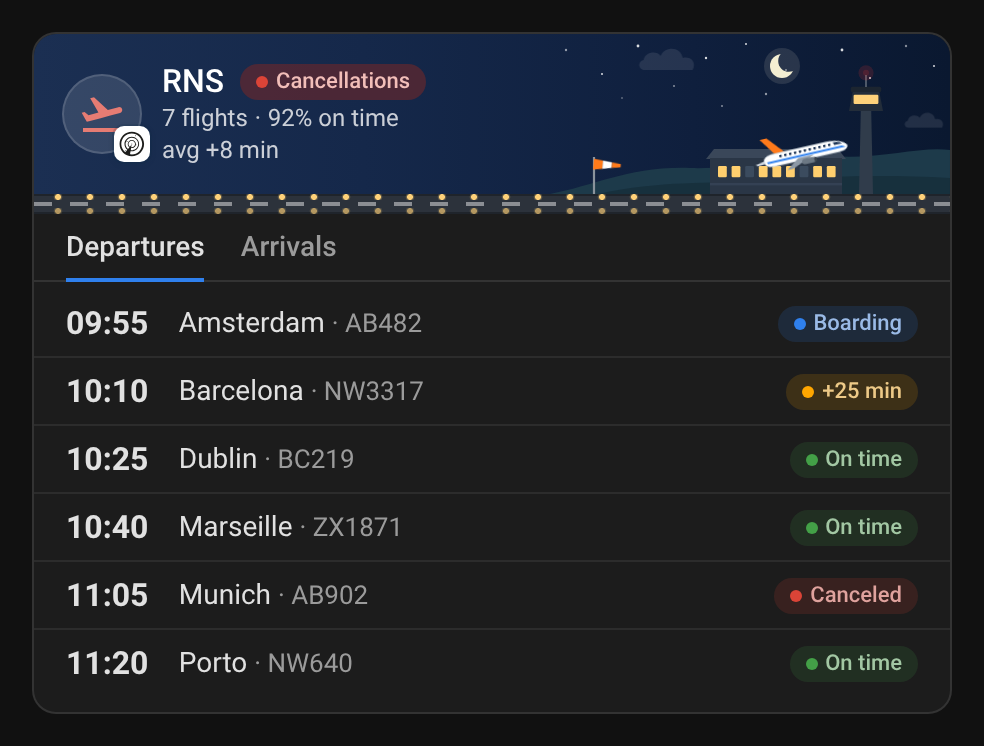 RNS Cancellations
7 flights · 92% on time
avg +8 min
Departures Arrivals
09:55 Amsterdam · AB482 Boarding
10:10 Barcelona · NW3317 +25 min
10:25 Dublin · BC219 On time
10:40 Marseille · ZX1871 On time
11:05 Munich · AB902 Canceled
11:20 Porto · NW640 On time